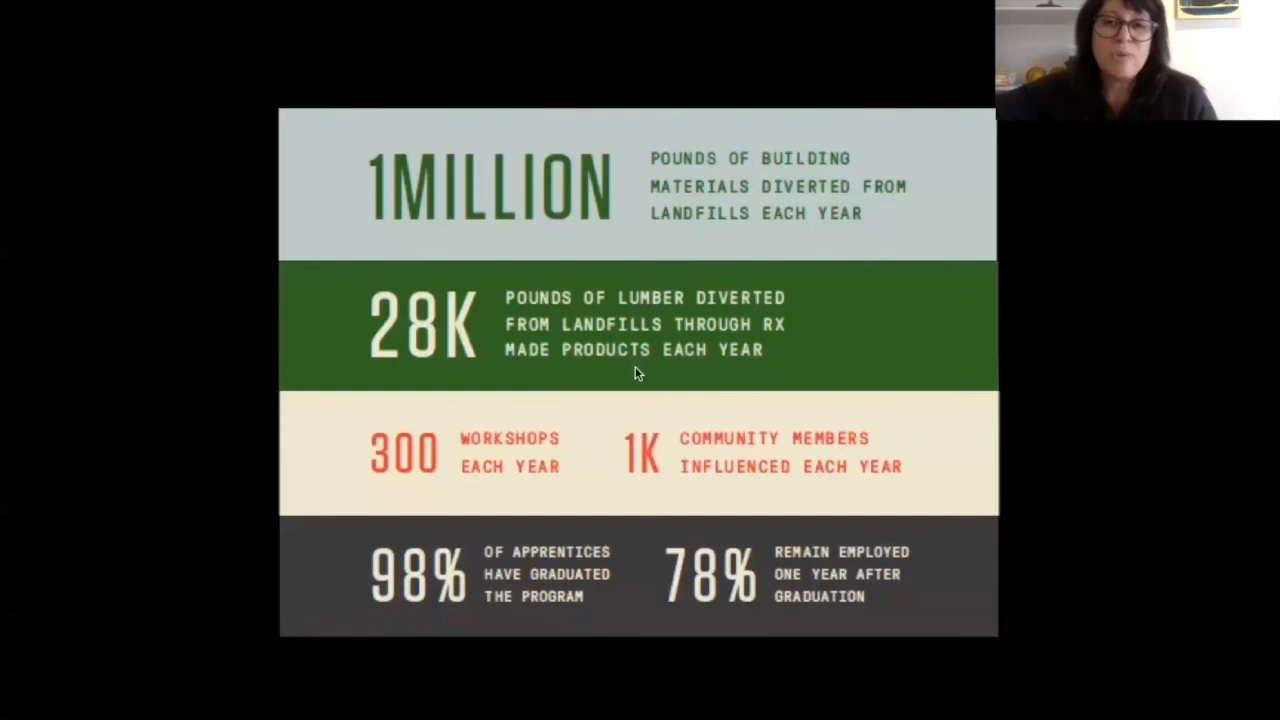 1MILLION
POUNDS OF BUILDING
MATERIALS DIVERTED FROM
LANDFILLS EACH YEAR
28K
POUNDS OF LUMBER DIVERTED
FROM LANDFILLS THROUGH RX
MADE PRODUCTS EACH YEAR
300
WORKSHOPS
EACH YEAR
1K
COMMUNITY MEMBERS
INFLUENCED EACH YEAR
98%
OF APPRENTICES
HAVE GRADUATED
THE PROGRAM
78%
REMAIN EMPLOYED
ONE YEAR AFTER
GRADUATION